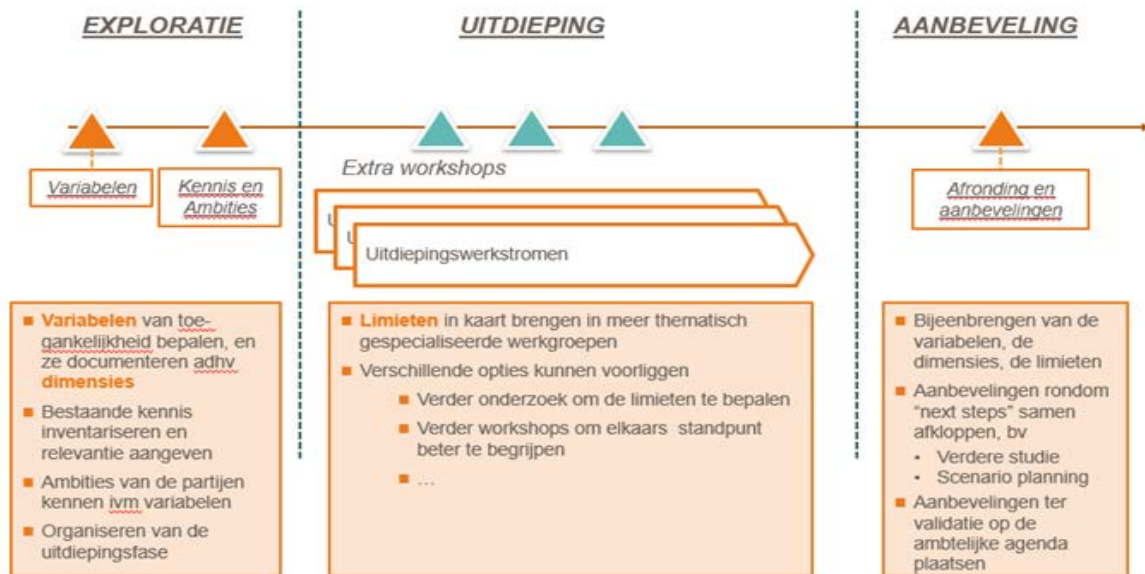 EXPLORATIE
UITDIEPING
AANBEVELING
Variabelen
Kennis en
Ambities
Extra workshops
U
U
Uitdiepingswerkstromen
Afronding en
aanbevelingen
Variabelen van toe-
gankelijkheid bepalen, en
ze documenteren adhv
dimensies
Bestaande kennis
inventariseren en
relevantie aangeven
Ambities van de partijen
kennen ivm variabelen
Organiseren van de
uitdiepingsfase
Limieten in kaart brengen in meer thematisch
gespecialiseerde werkgroepen
Verschillende opties kunnen voorliggen
Verder onderzoek om de limieten te bepalen
Verder workshops om elkaars standpunt
beter te begrijpen
...
Bijeenbrengen van de
variabelen, de
dimensies, de limieten
Aanbevelingen rondom
“next steps” samen
afkloppen, bv
• Verdere studie
• Scenario planning
Aanbevelingen ter
validatie op de
ambtelijke agenda
plaatsen